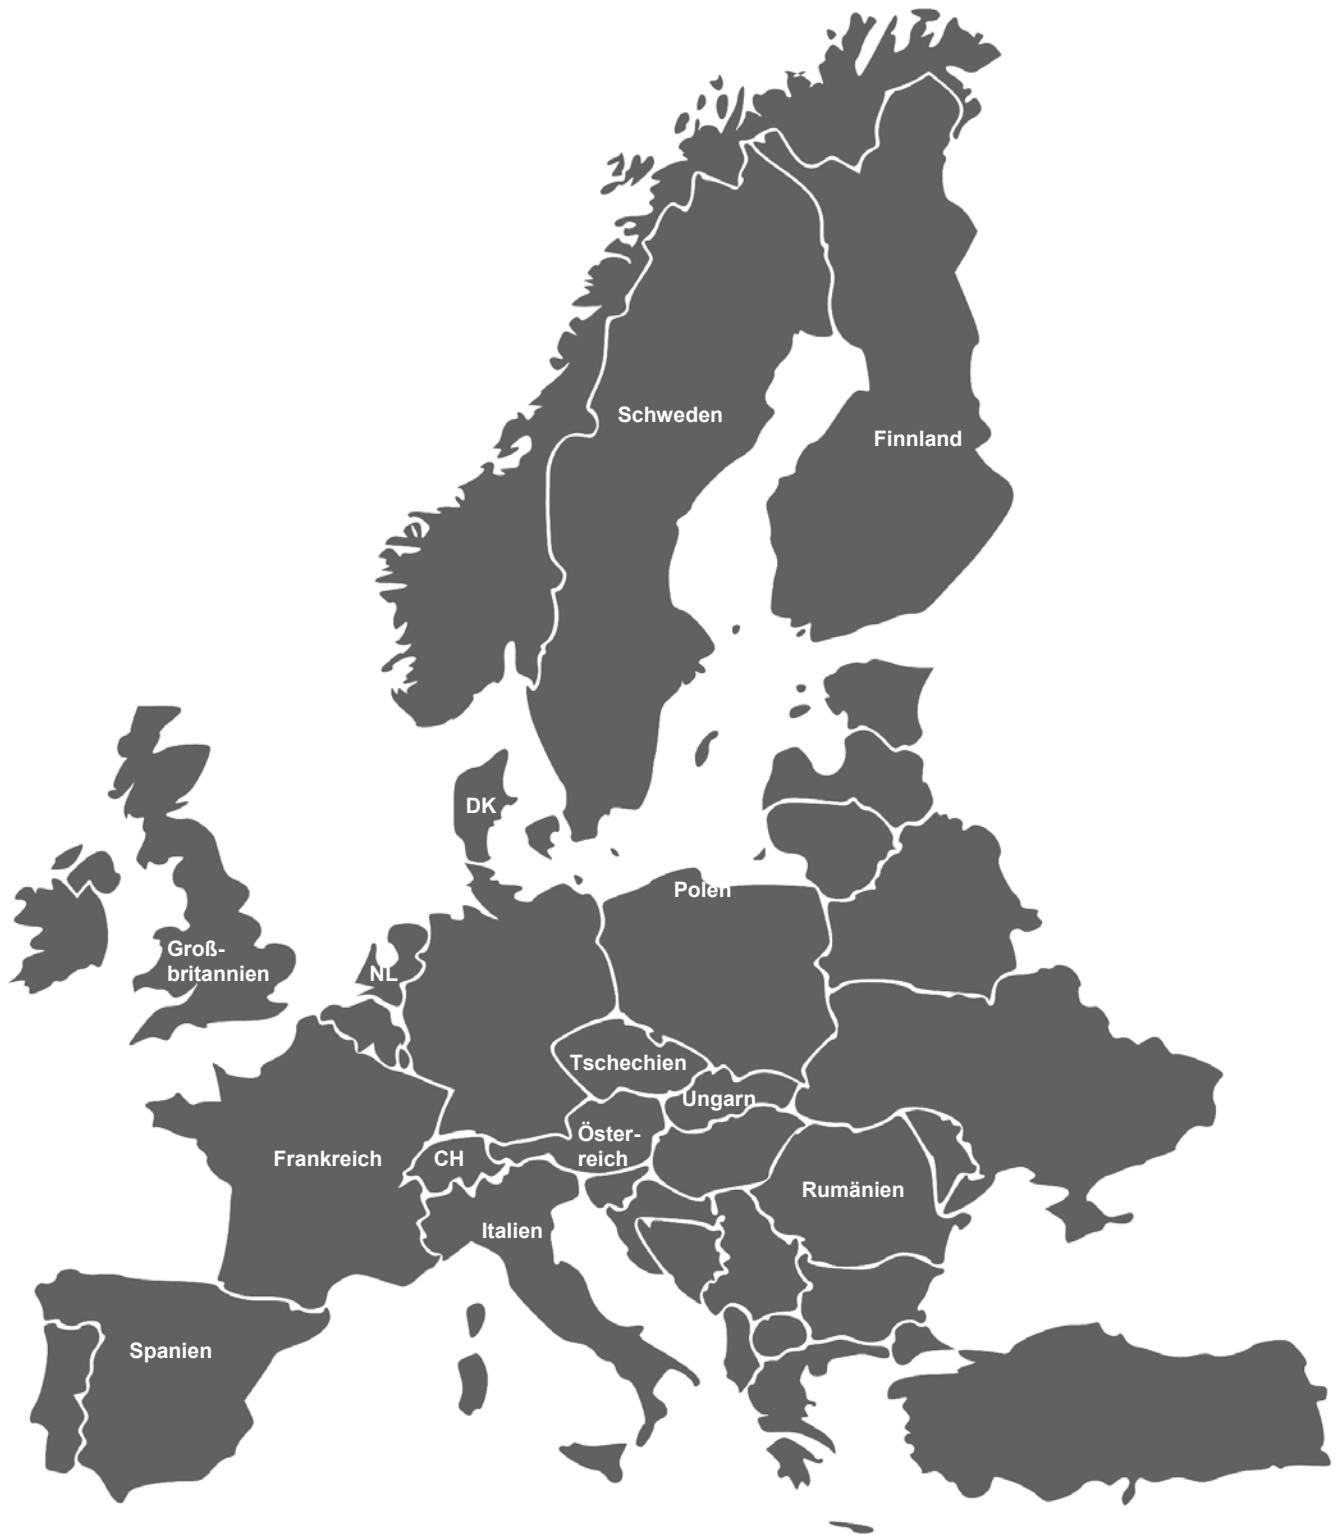 Schweden
Finnland
DK
Polen
Groß-
britannien
NL
Tschechien
Ungarn
Öster-
reich
Frankreich
CH
Rumänien
Italien
Spanien